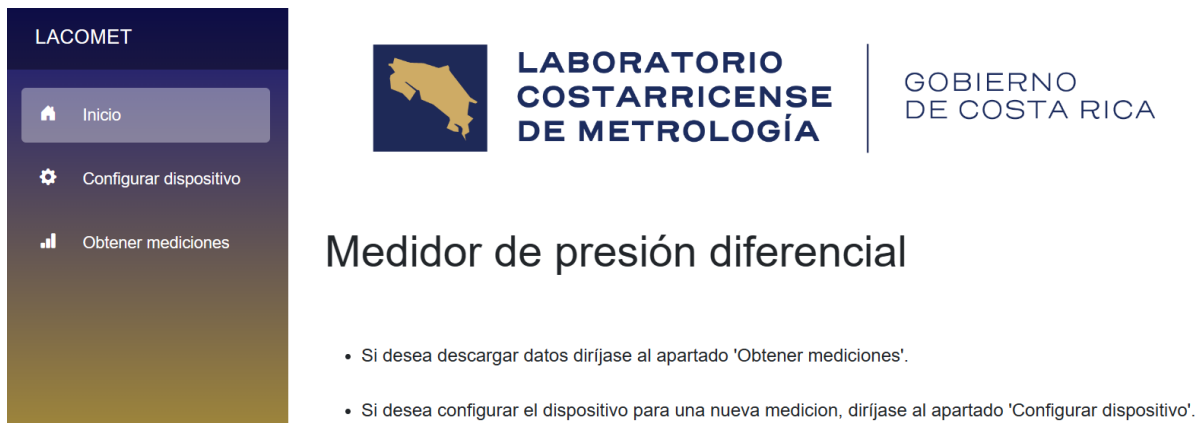 LACOMET
Inicio
Configurar dispositivo
Obtener mediciones
LABORATORIO
COSTARRICENSE
DE METROLOGÍA
GOBIERNO
DE COSTA RICA
Medidor de presión diferencial
Si desea descargar datos diríjase al apartado 'Obtener mediciones'.
Si desea configurar el dispositivo para una nueva medicion, diríjase al apartado 'Configurar dispositivo'.